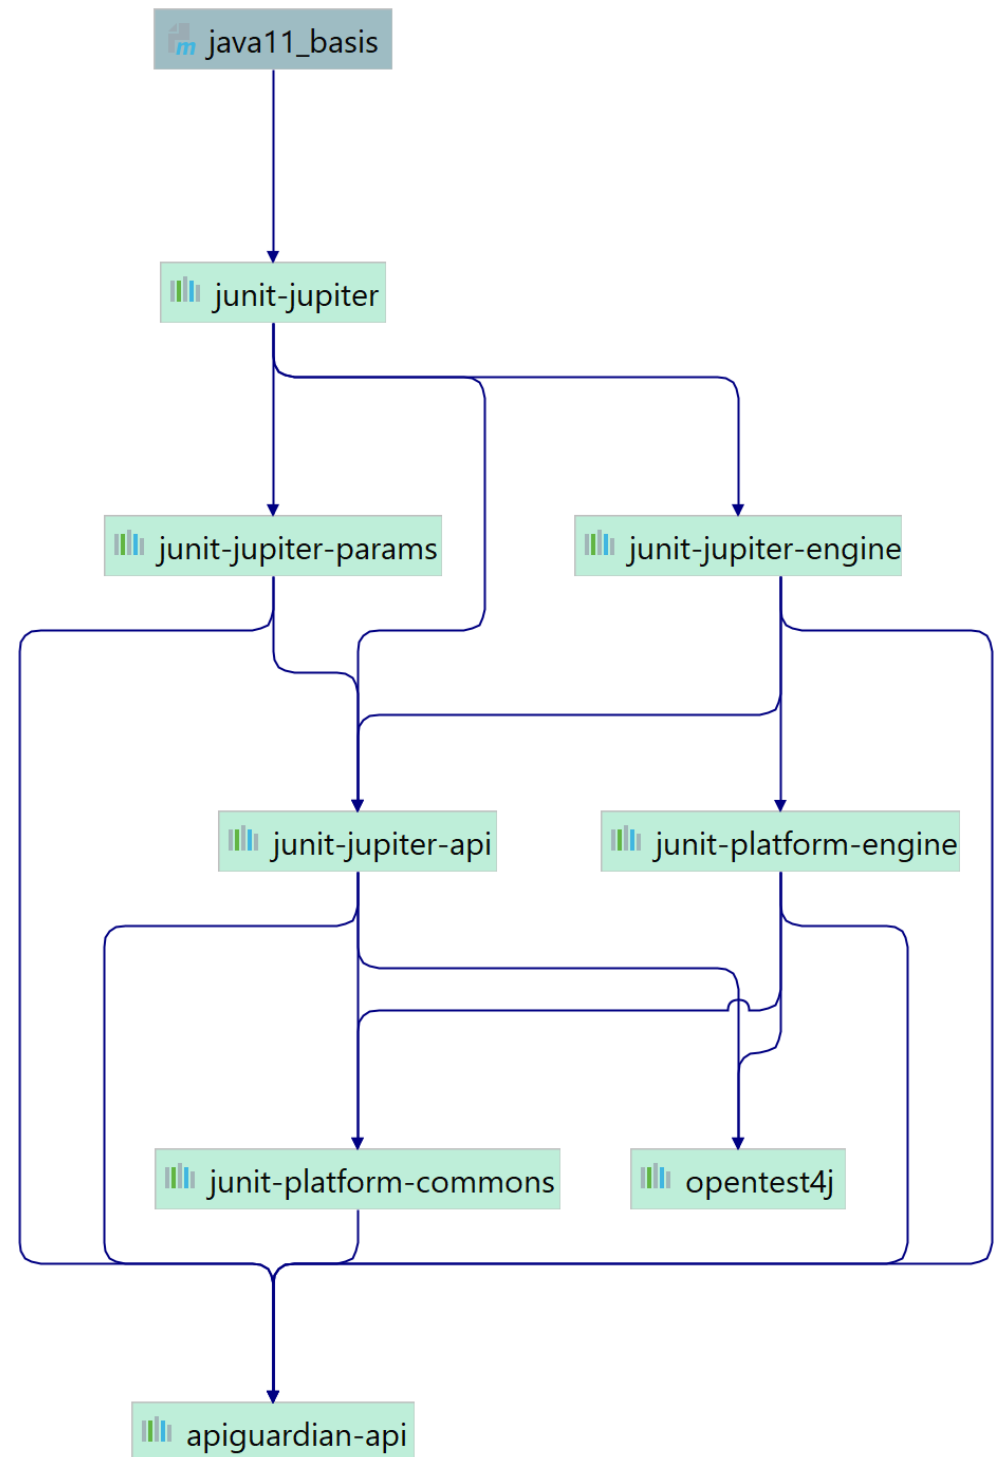 java11_basis
junit-jupiter
junit-jupiter-params
junit-jupiter-engine
junit-jupiter-api
junit-platform-engine
junit-platform-commons
opentest4j
apiguardian-api